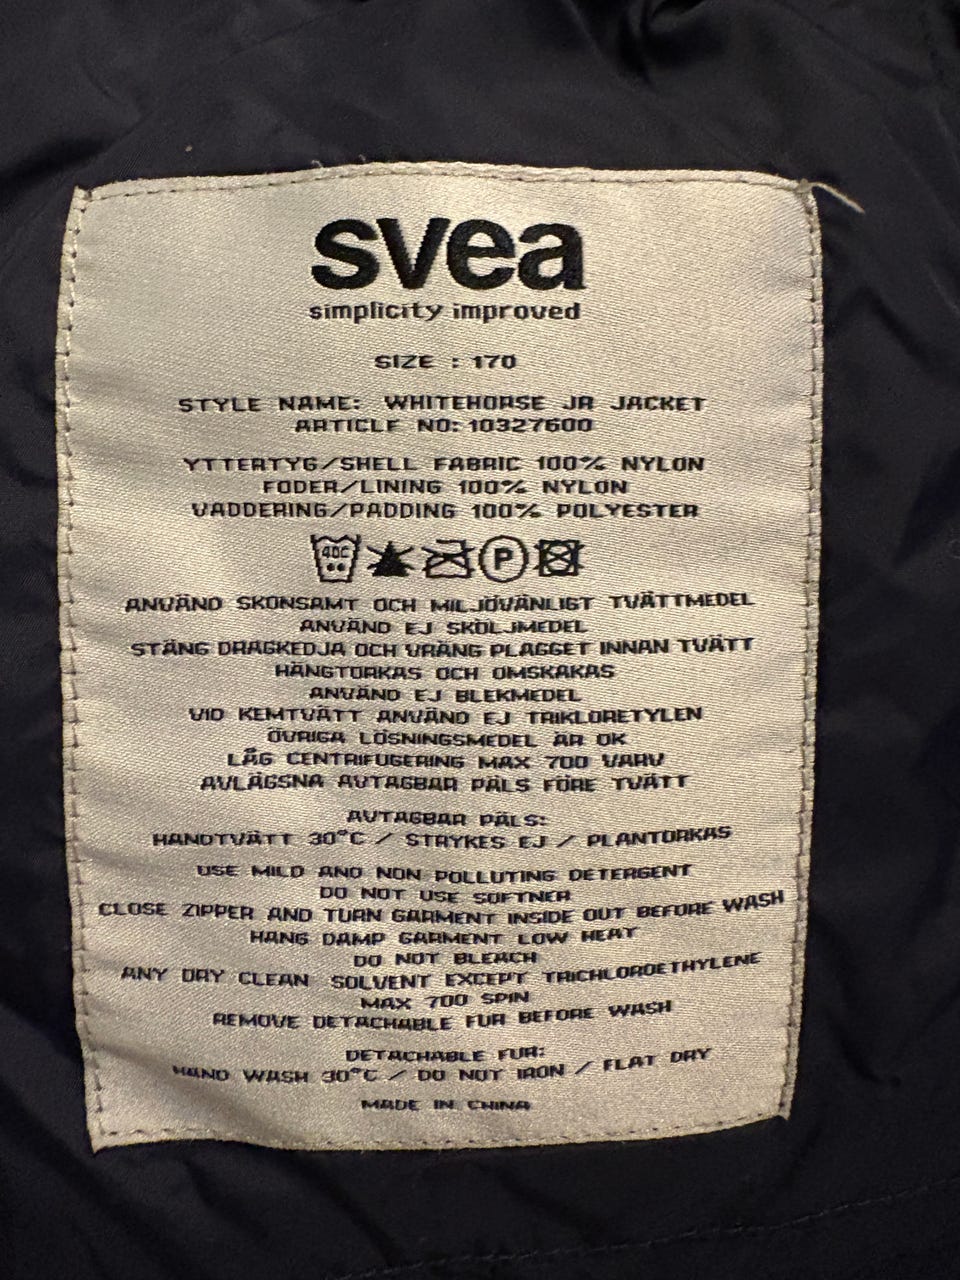 svea
simplicity improved
SIZE : 170
STYLE NAME: WHITEHORSE JR JACKET
ARTICLE NO: 10327600
YTTERTYG/SHELL FABRIC 100% NYLON
FODER/LINING 100% NYLON
VADDERING/PADDING 100% POLYESTER
40C P
ANVÄND SKONSAMT OCH MILJÖVÄNLIGT TVÄTTMEDEL
ANVÄND EJ SKÖLJMEDEL
STÄNG DRAGKEDJA OCH VRÄNG PLAGGET INNAN TVÄTT
HÄNGTORKAS OCH OMSKAKAS
ANVÄND EJ BLEKMEDEL
VID KEMTVÄTT ANVÄND EJ TRIKLORETYLEN
ÖVRIGA LÖSNINGSMEDEL ÄR OK
LÅG CENTRIFUGERING MAX 700 VARV
AVLÄGSNA AVTAGBAR PÄLS FÖRE TVÄTT
AVTAGBAR PÄLS:
HANDTVÄTT 30°C / STRYKES EJ / PLANTORKAS
USE MILD AND NON POLLUTING DETERGENT
DO NOT USE SOFTNER
CLOSE ZIPPER AND TURN GARMENT INSIDE OUT BEFORE WASH
HANG DAMP GARMENT LOW HEAT
DO NOT BLEACH
ANY DRY CLEAN SOLVENT EXCEPT TRICHLOROETHYLENE
MAX 700 SPIN
REMOVE DETACHABLE FUR BEFORE WASH
DETACHABLE FUR:
HAND WASH 30°C / DO NOT IRON / FLAT DRY
MADE IN CHINA